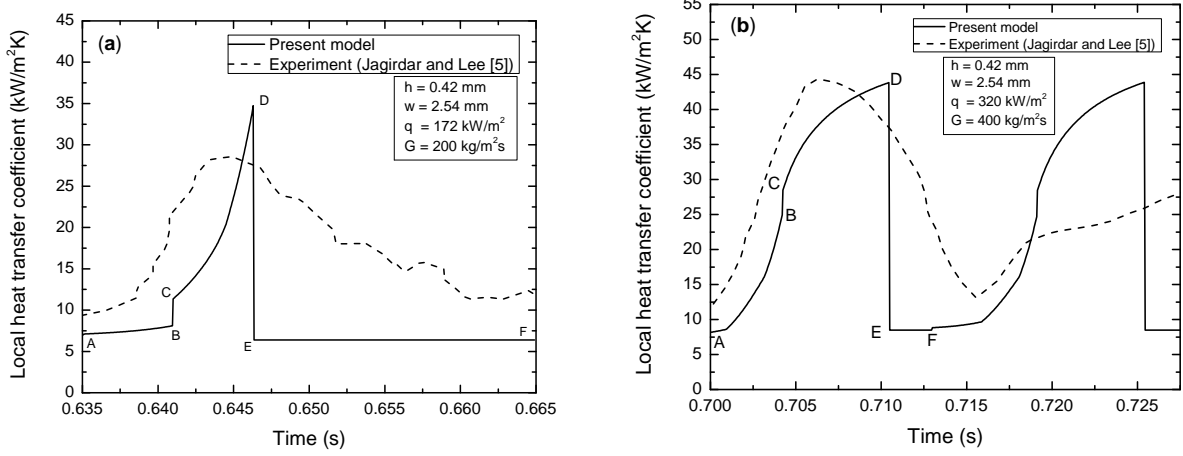 (a)
Present model
Experiment (Jagirdar and Lee [5])
h = 0.42 mm
w = 2.54 mm
q = 172 kW/m²
G = 200 kg/m²s
Local heat transfer coefficient (kW/m²K)
45
40
35
30
25
20
15
10
5
0
A
B
C
D
E
F
0.635
0.640
0.645
0.650
0.655
0.660
0.665
Time (s)
(b)
Present model
Experiment (Jagirdar and Lee [5])
h = 0.42 mm
w = 2.54 mm
q = 320 kW/m²
G = 400 kg/m²s
Local heat transfer coefficient (kW/m²K)
55
50
45
40
35
30
25
20
15
10
5
0
A
B
C
D
E
F
0.700
0.705
0.710
0.715
0.720
0.725
Time (s)